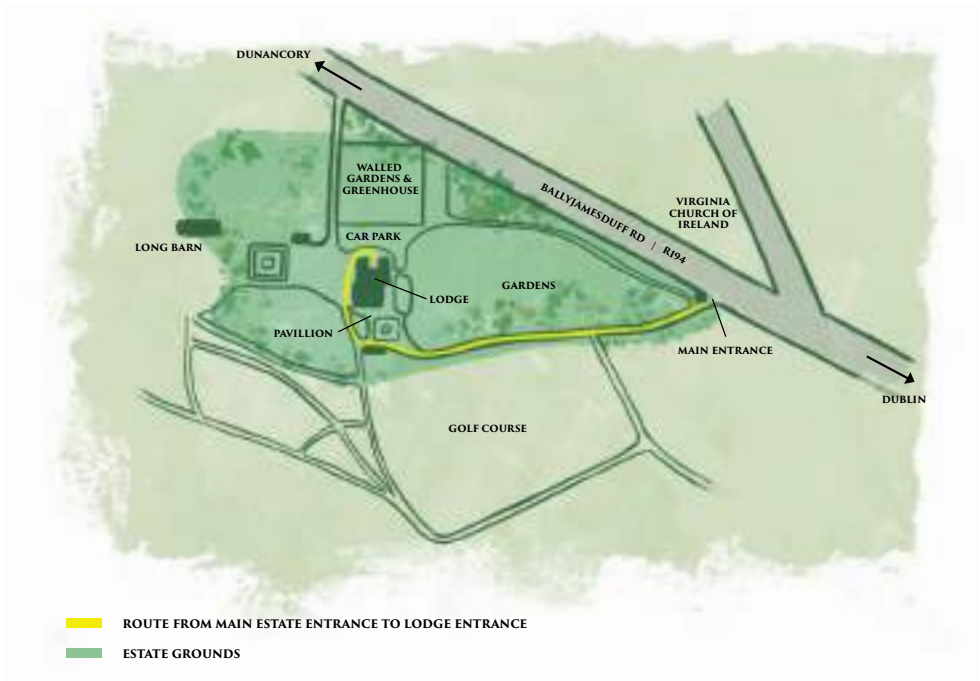 DUNANCORY
WALLED
GARDENS &
GREENHOUSE
BALLYJAMESDUFF RD | R194
VIRGINIA
CHURCH OF
IRELAND
LONG BARN
CAR PARK
GARDENS
LODGE
PAVILLION
MAIN ENTRANCE
DUBLIN
GOLF COURSE
ROUTE FROM MAIN ESTATE ENTRANCE TO LODGE ENTRANCE
ESTATE GROUNDS